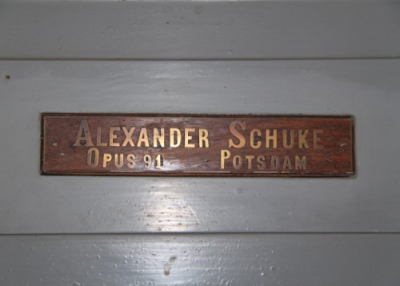 ALEXANDER SCHUKE
OPUS 91 POTSDAM